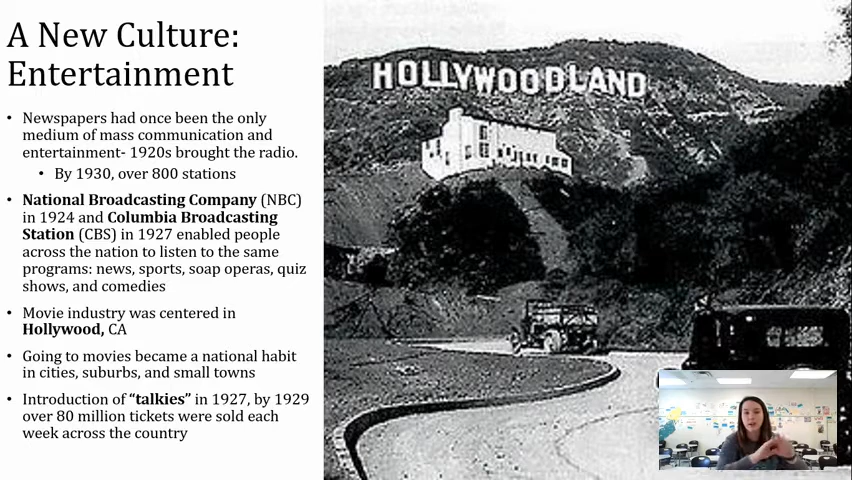 A New Culture:
Entertainment
• Newspapers had once been the only
medium of mass communication and
entertainment- 1920s brought the radio.
• By 1930, over 800 stations
• National Broadcasting Company (NBC)
in 1924 and Columbia Broadcasting
Station (CBS) in 1927 enabled people
across the nation to listen to the same
programs: news, sports, soap operas, quiz
shows, and comedies
• Movie industry was centered in
Hollywood, CA
• Going to movies became a national habit
in cities, suburbs, and small towns
• Introduction of “talkies” in 1927, by 1929
over 80 million tickets were sold each
week across the country
HOLLYWOODLAND